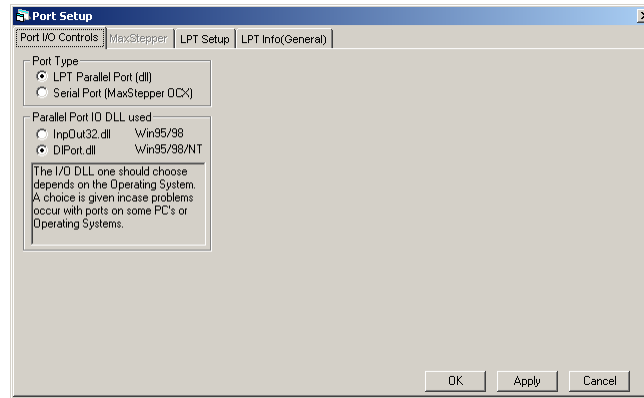 Port Setup
Port I/O Controls MaxStepper LPT Setup LPT Info(General)
Port Type
LPT Parallel Port (dll)
Serial Port (MaxStepper OCX)
Parallel Port IO DLL used
InpOut32.dll Win95/98
DlPort.dll Win95/98/NT
The I/O DLL one should choose
depends on the Operating System.
A choice is given incase problems
occur with ports on some PC's or
Operating Systems.
OK Apply Cancel